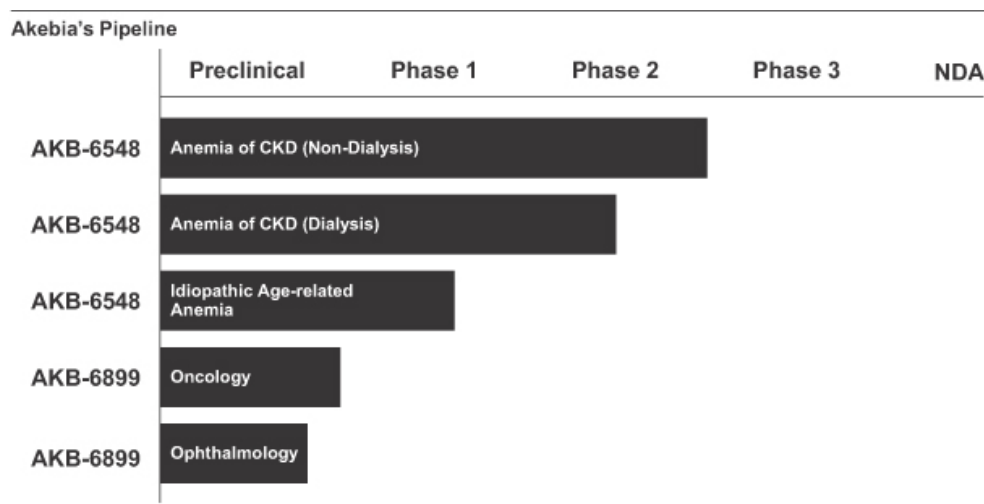 Akebia's Pipeline
Preclinical Phase 1 Phase 2 Phase 3 NDA
AKB-6548 Anemia of CKD (Non-Dialysis)
AKB-6548 Anemia of CKD (Dialysis)
AKB-6548 Idiopathic Age-related
Anemia
AKB-6899 Oncology
AKB-6899 Ophthalmology